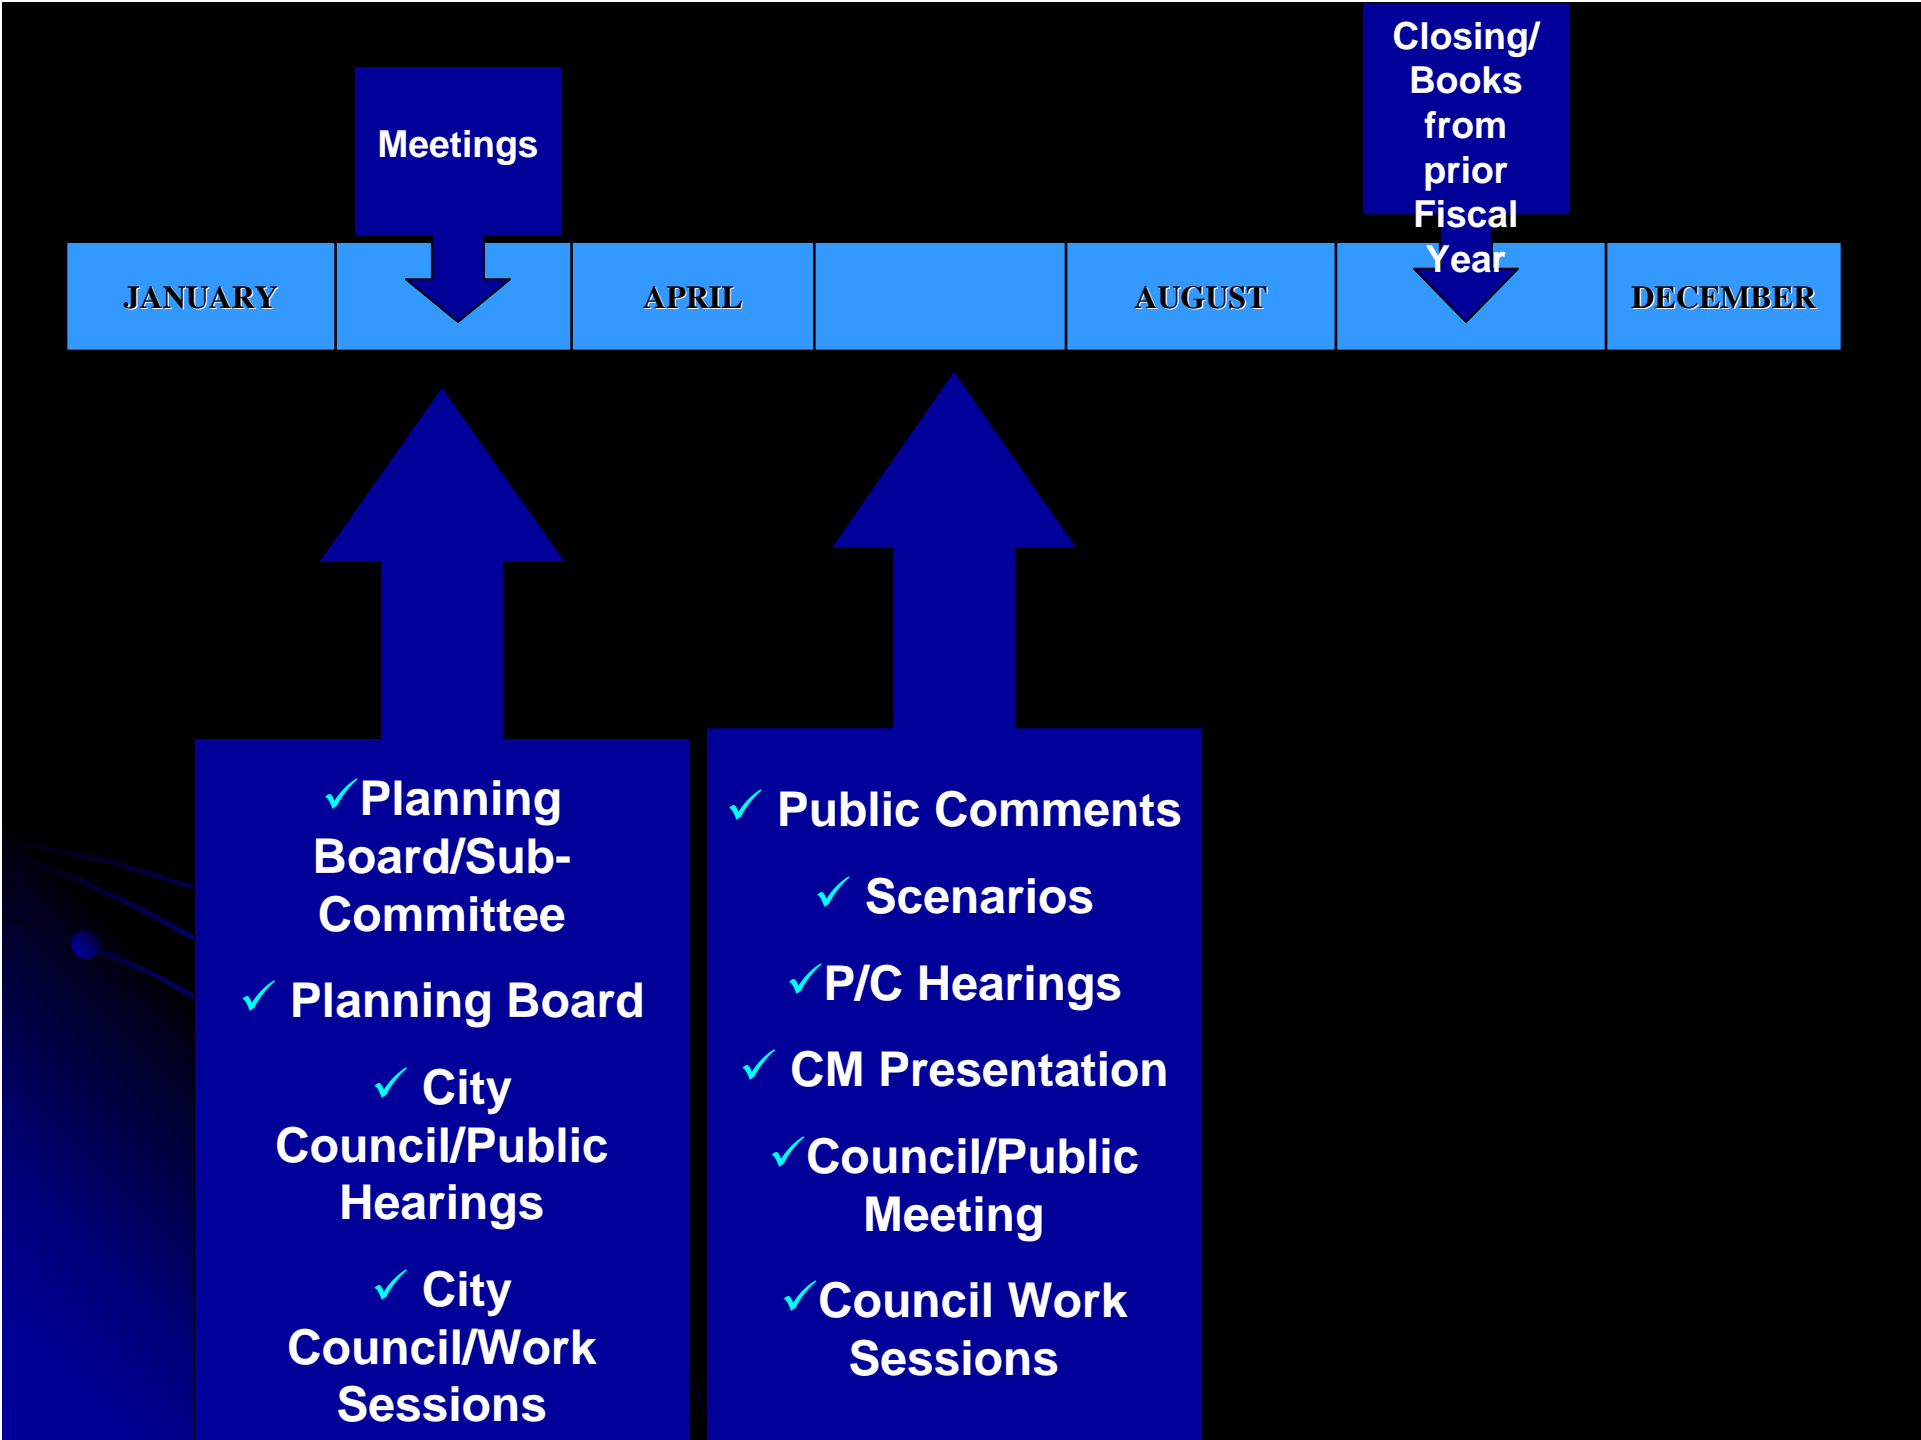 Meetings
Closing/
Books
from
prior
Fiscal
Year
JANUARY
APRIL
AUGUST
DECEMBER
✓Planning
Board/Sub-
Committee
✓ Planning Board
✓ City
Council/Public
Hearings
✓ City
Council/Work
Sessions
✓ Public Comments
✓ Scenarios
✓P/C Hearings
✓ CM Presentation
✓Council/Public
Meeting
✓Council Work
Sessions